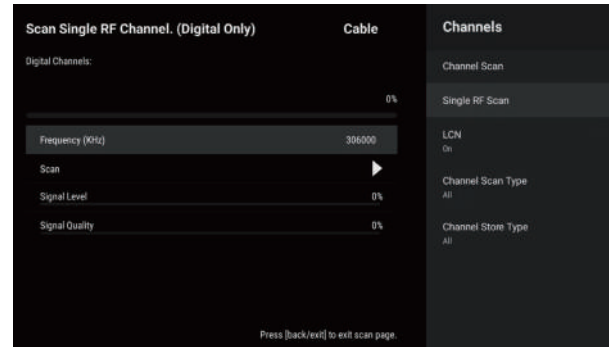 Scan Single RF Channel. (Digital Only) Cable
Digital Channels:
0%
Frequency (KHz) 306000
Scan
Signal Level 0%
Signal Quality 0%
Press [back/exit] to exit scan page.
Channels
Channel Scan
Single RF Scan
LCN
On
Channel Scan Type
All
Channel Store Type
All